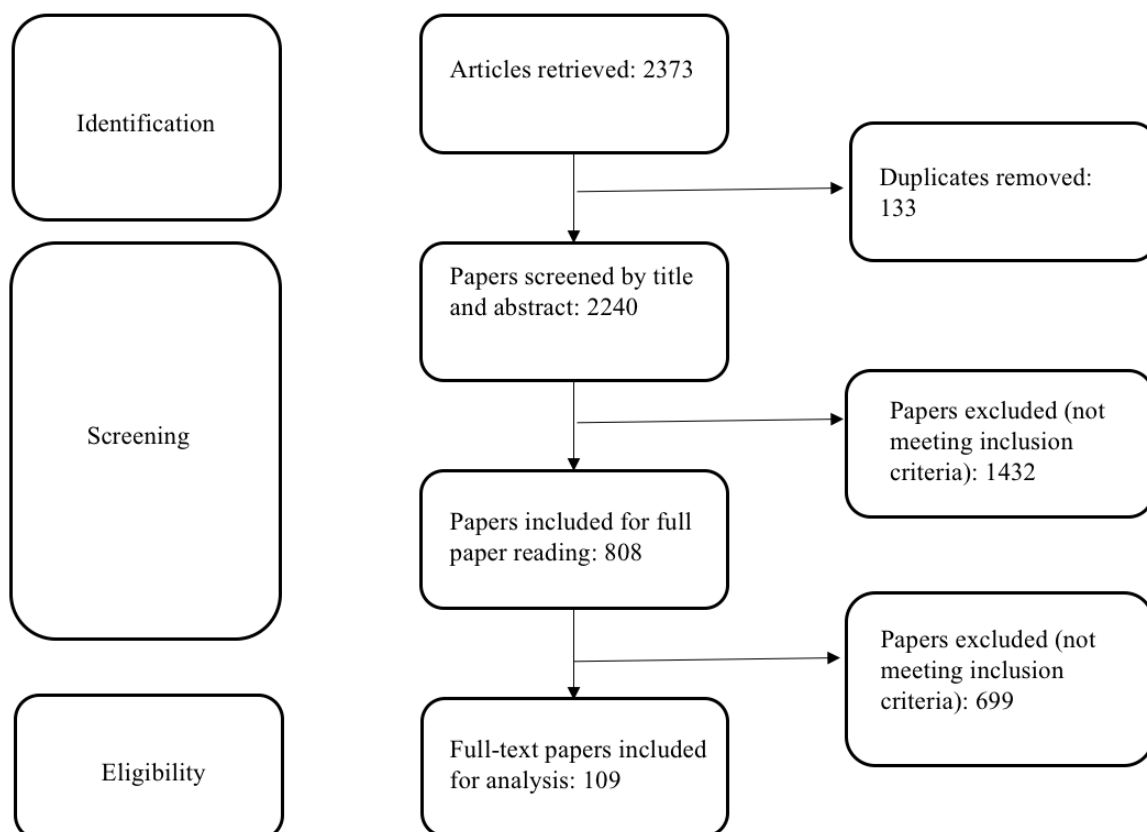 Identification
Articles retrieved: 2373
Duplicates removed:
133
Papers screened by title
and abstract: 2240
Screening
Papers excluded (not
meeting inclusion
criteria): 1432
Papers included for full
paper reading: 808
Papers excluded (not
meeting inclusion
criteria): 699
Eligibility
Full-text papers included
for analysis: 109